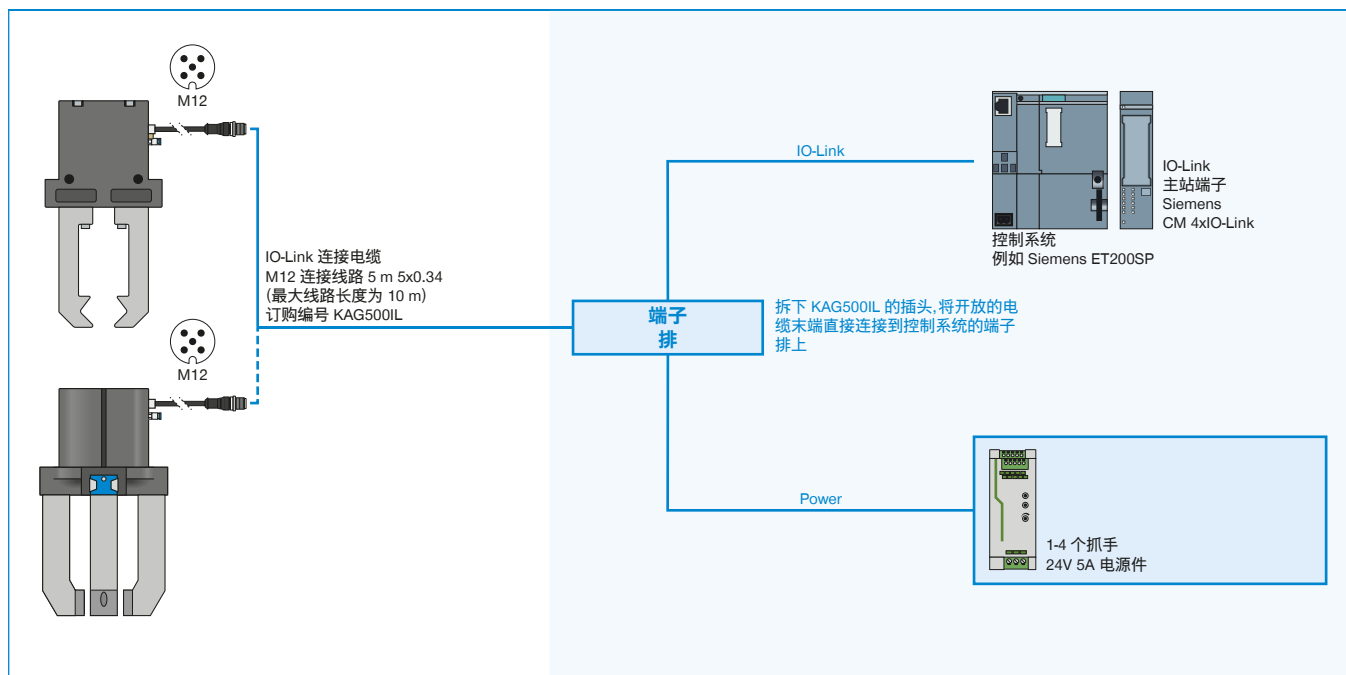 M12
IO-Link 连接电缆
M12 连接线路 5 m 5x0.34
(最大线路长度为 10 m)
订购编号 KAG500IL
M12
IO-Link
IO-Link
主站端子
Siemens
CM 4xIO-Link
控制系统
例如 Siemens ET200SP
端子
排
拆下 KAG500IL 的插头,将开放的电
缆末端直接连接到控制系统的端子
排上
Power
1-4 个抓手
24V 5A 电源件